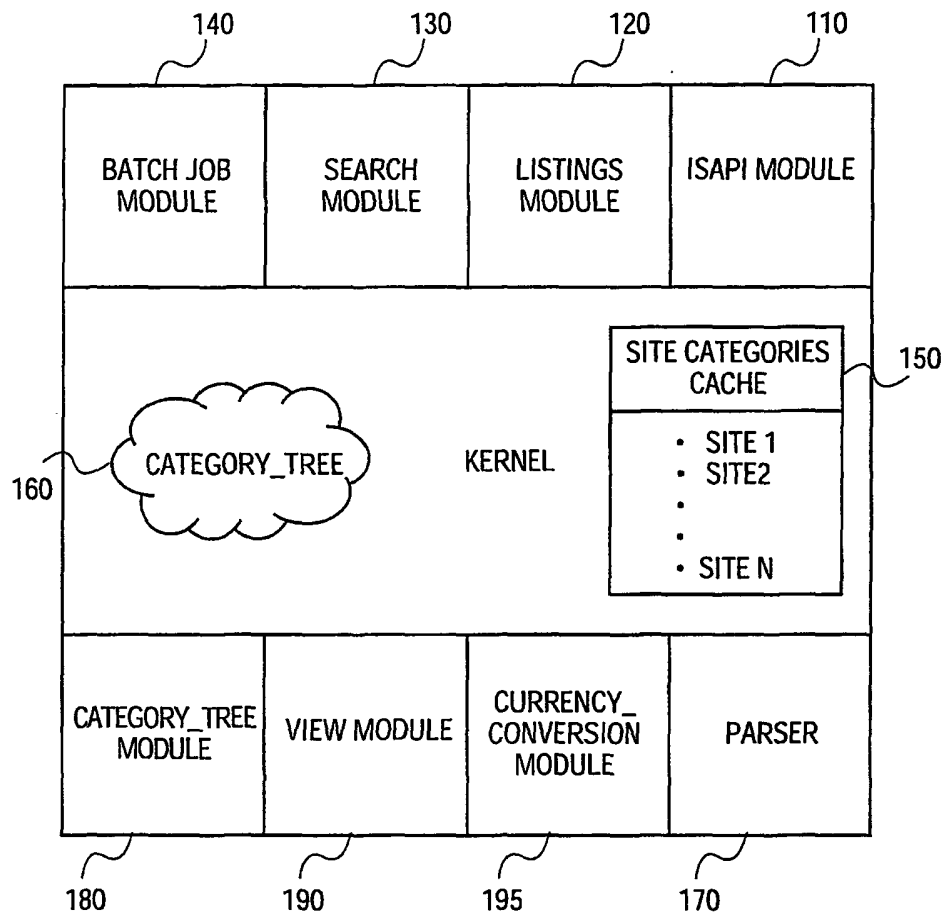 140
130
120
110
BATCH JOB
MODULE
SEARCH
MODULE
LISTINGS
MODULE
ISAPI MODULE
SITE CATEGORIES
CACHE
150
• SITE 1
• SITE2
•
•
• SITE N
CATEGORY_TREE
KERNEL
160
CATEGORY_TREE
MODULE
VIEW MODULE
CURRENCY_
CONVERSION
MODULE
PARSER
180
190
195
170